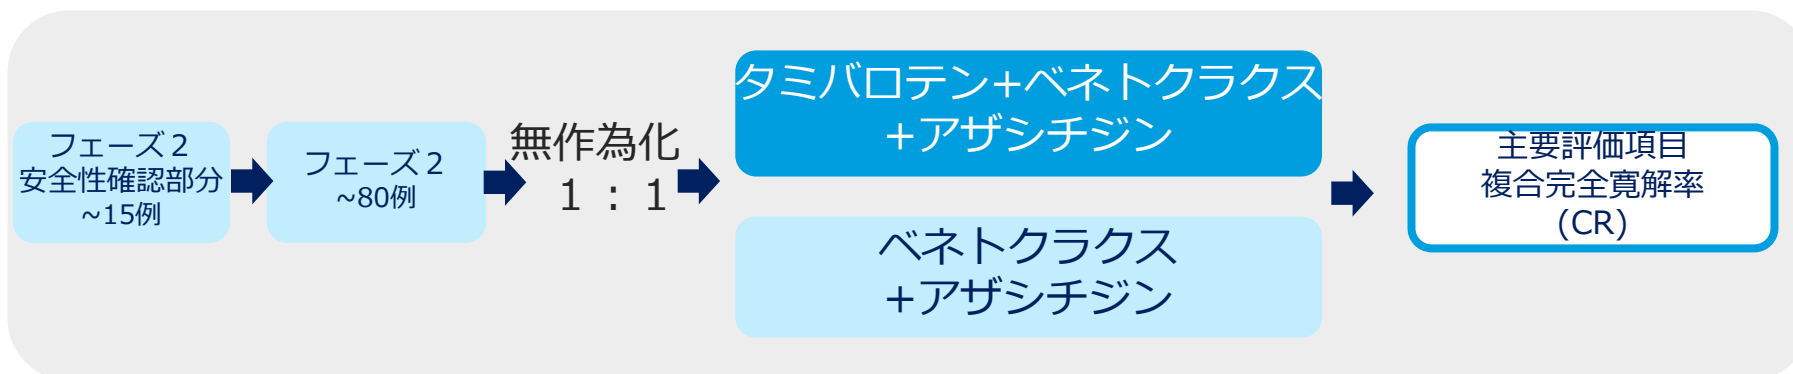 フェーズ２
安全性確認部分
~15例
フェーズ２
~80例
無作為化
１：１
タミバロテン+ベネトクラクス
+アザシチジン
ベネトクラクス
+アザシチジン
主要評価項目
複合完全寛解率
(CR)